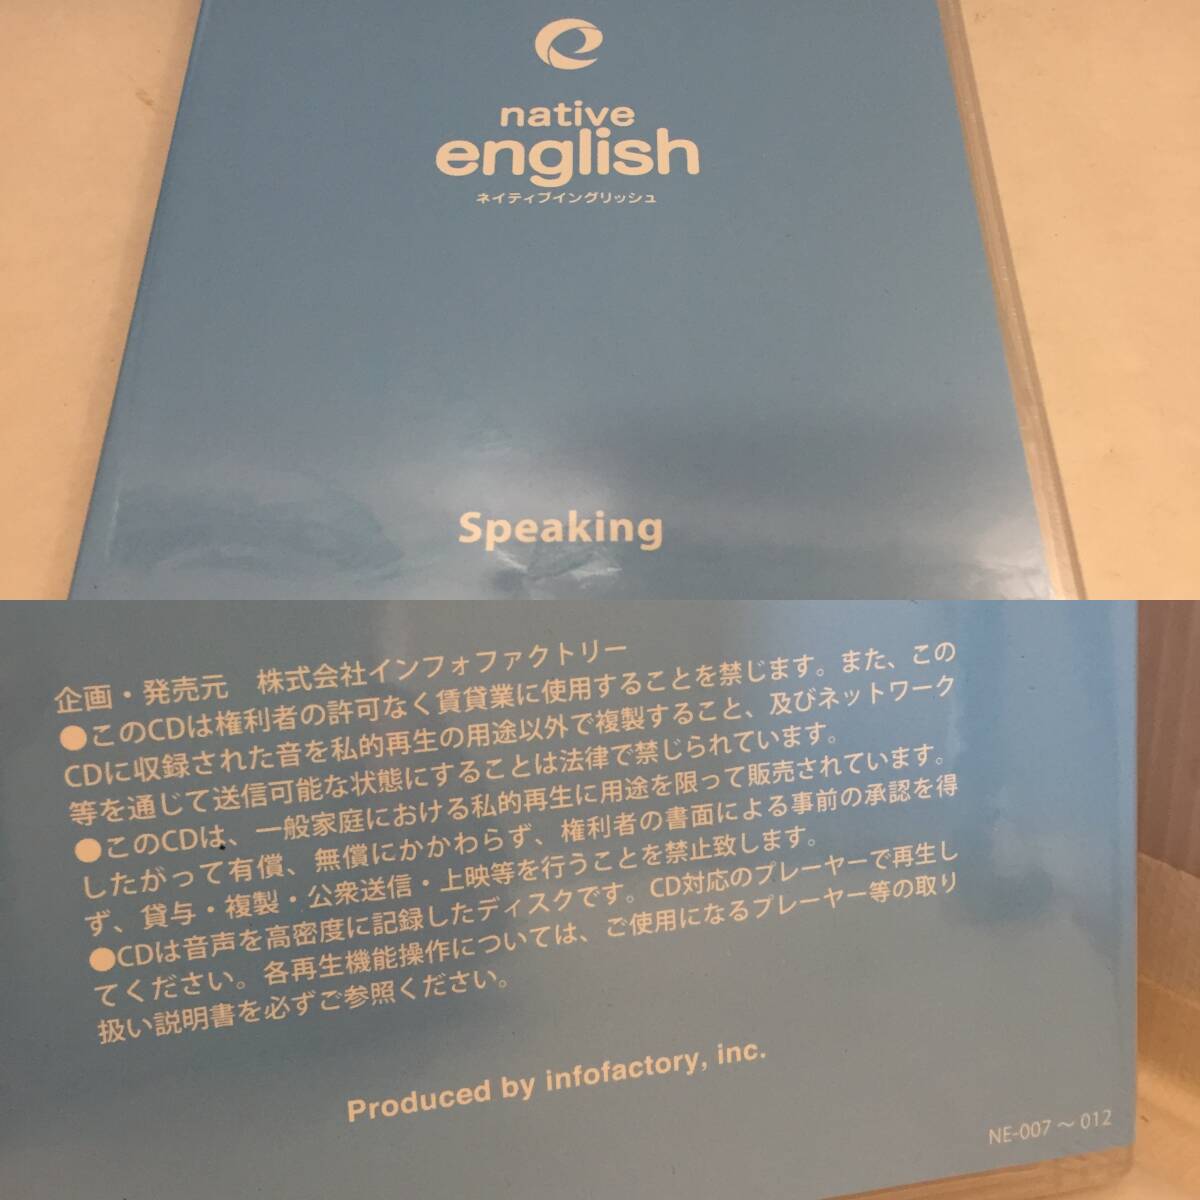 native
english
ネイティブイングリッシュ
Speaking
企画・発売元　株式会社インフォファクトリー
●このCDは権利者の許可なく賃貸業に使用することを禁じます。また、この
CDに収録された音を私的再生の用途以外で複製すること、及びネットワーク
等を通じて送信可能な状態にすることは法律で禁じられています。
●このCDは、一般家庭における私的再生に用途を限って販売されています。
したがって有償、無償にかかわらず、権利者の書面による事前の承認を得
ず、貸与・複製・公衆送信・上映等を行うことを禁止致します。
●CDは音声を高密度に記録したディスクです。CD対応のプレーヤーで再生し
てください。各再生機能操作については、ご使用になるプレーヤー等の取り
扱い説明書を必ずご参照ください。
Produced by infofactory, inc.
NE-007～012